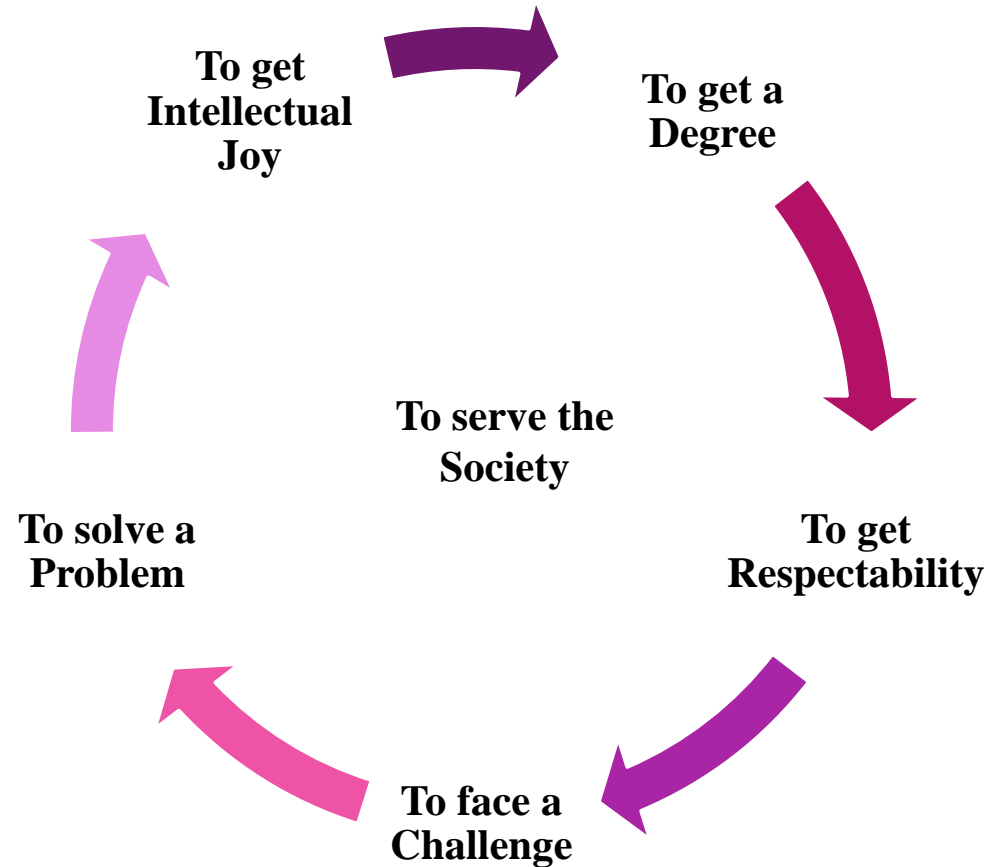 To get
Intellectual
Joy
To get a
Degree
To get
Respectability
To face a
Challenge
To solve a
Problem
To serve the
Society